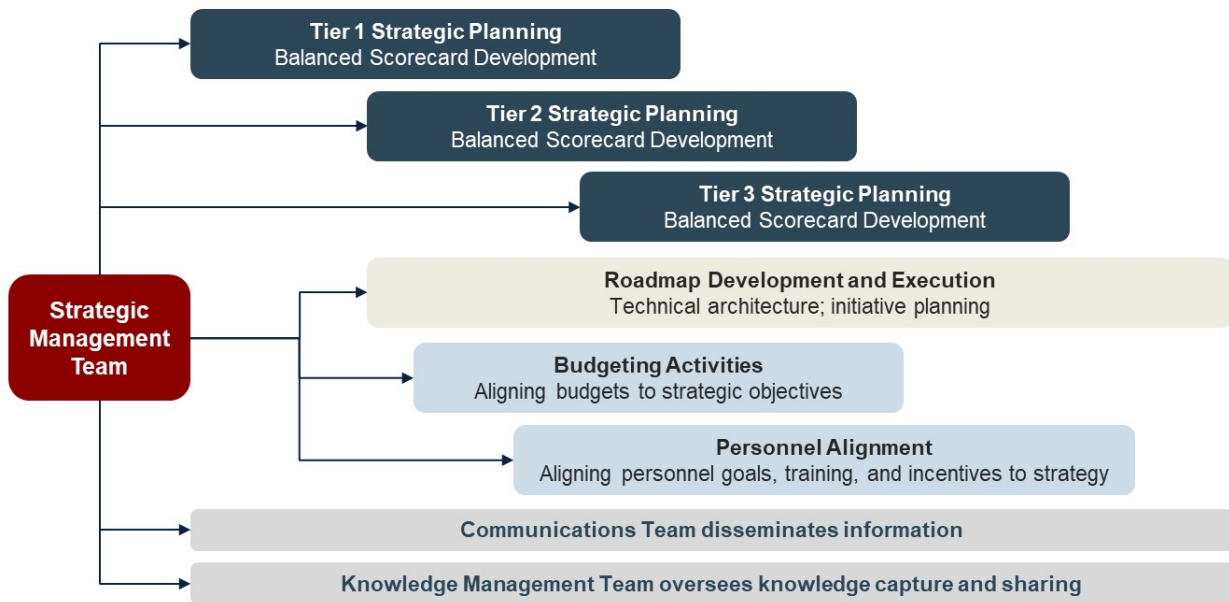 Tier 1 Strategic Planning
Balanced Scorecard Development
Tier 2 Strategic Planning
Balanced Scorecard Development
Tier 3 Strategic Planning
Balanced Scorecard Development
Strategic
Management
Team
Roadmap Development and Execution
Technical architecture; initiative planning
Budgeting Activities
Aligning budgets to strategic objectives
Personnel Alignment
Aligning personnel goals, training, and incentives to strategy
Communications Team disseminates information
Knowledge Management Team oversees knowledge capture and sharing